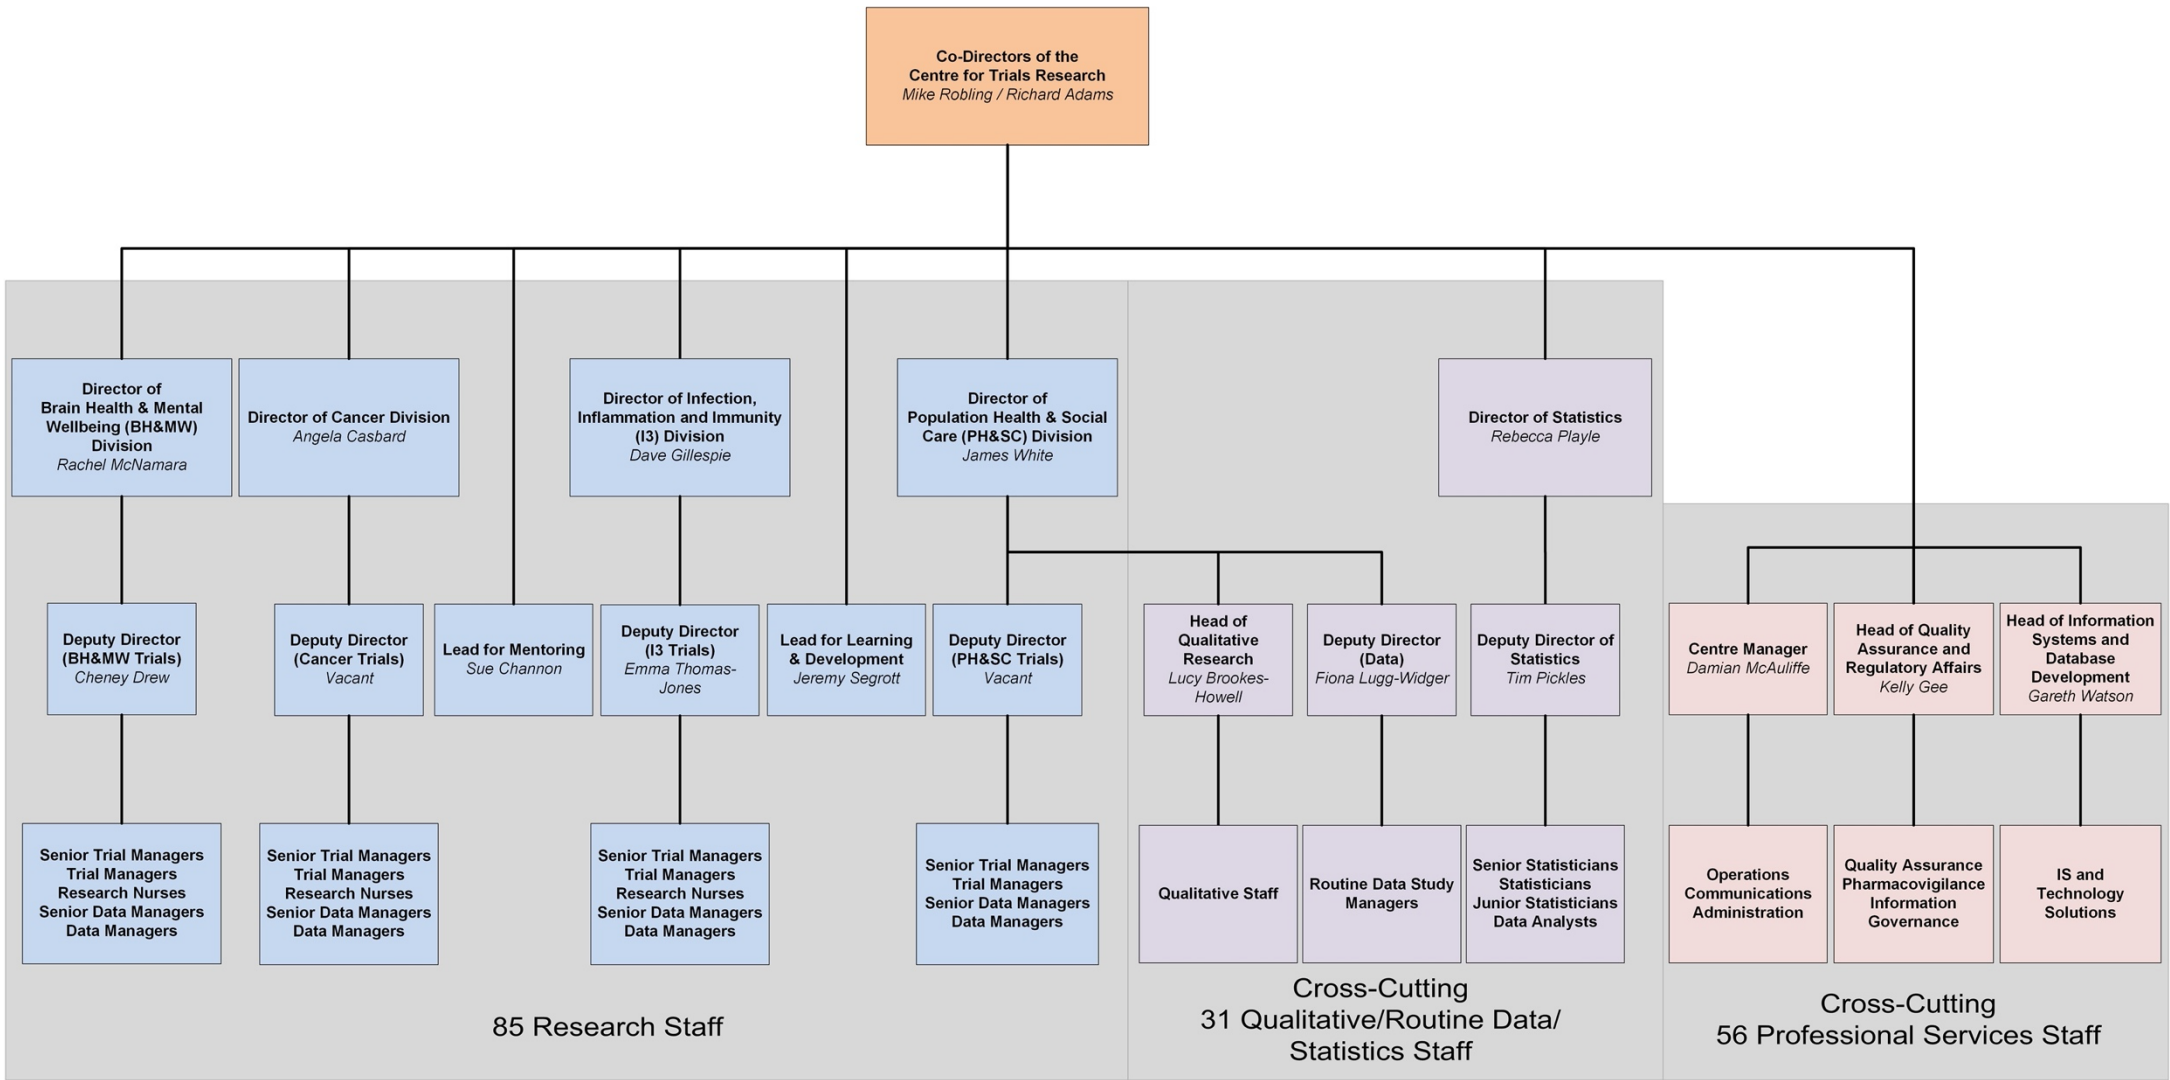 Co-Directors of the
Centre for Trials Research
Mike Robling / Richard Adams
Director of
Brain Health & Mental
Wellbeing (BH&MW)
Division
Rachel McNamara
Director of Cancer Division
Angela Casbard
Director of Infection,
Inflammation and Immunity
(I3) Division
Dave Gillespie
Director of
Population Health & Social
Care (PH&SC) Division
James White
Director of Statistics
Rebecca Playle
Deputy Director
(BH&MW Trials)
Cheney Drew
Deputy Director
(Cancer Trials)
Vacant
Lead for Mentoring
Sue Channon
Deputy Director
(I3 Trials)
Emma Thomas-
Jones
Lead for Learning
& Development
Jeremy Segrott
Deputy Director
(PH&SC Trials)
Vacant
Head of
Qualitative
Research
Lucy Brookes-
Howell
Deputy Director
(Data)
Fiona Lugg-Widger
Deputy Director of
Statistics
Tim Pickles
Centre Manager
Damian McAuliffe
Head of Quality
Assurance and
Regulatory Affairs
Kelly Gee
Head of Information
Systems and
Database
Development
Gareth Watson
Senior Trial Managers
Trial Managers
Research Nurses
Senior Data Managers
Data Managers
Senior Trial Managers
Trial Managers
Research Nurses
Senior Data Managers
Data Managers
Senior Trial Managers
Trial Managers
Research Nurses
Senior Data Managers
Data Managers
Senior Trial Managers
Trial Managers
Senior Data Managers
Data Managers
Qualitative Staff
Routine Data Study
Managers
Senior Statisticians
Statisticians
Junior Statisticians
Data Analysts
Operations
Communications
Administration
Quality Assurance
Pharmacovigilance
Information
Governance
IS and
Technology
Solutions
85 Research Staff
Cross-Cutting
31 Qualitative/Routine Data/
Statistics Staff
Cross-Cutting
56 Professional Services Staff